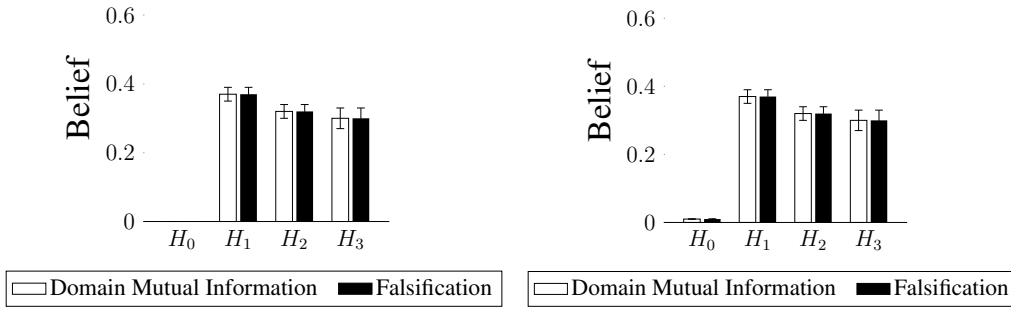 0.6
0.4
0.2
0
Belief
H₀ H₁ H₂ H₃
Domain Mutual Information Falsification
0.6
0.4
0.2
0
Belief
H₀ H₁ H₂ H₃
Domain Mutual Information Falsification